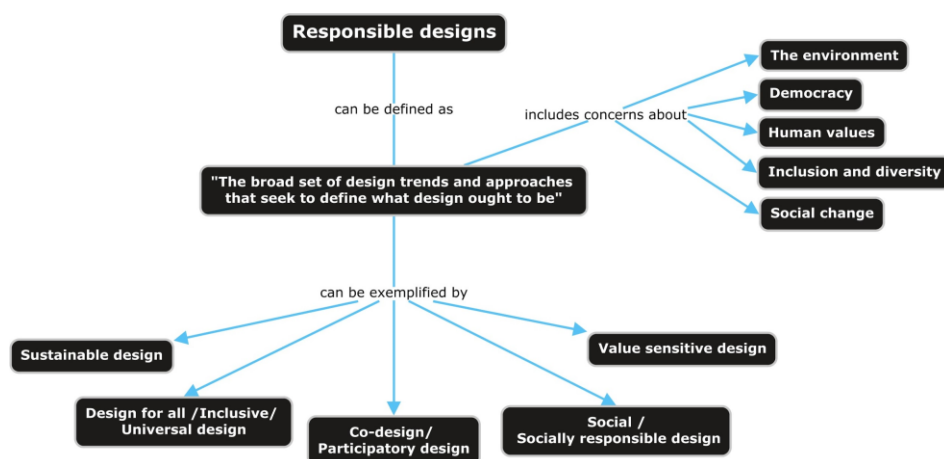 Responsible designs
The environment
Democracy
can be defined as
includes concerns about
Human values
Inclusion and diversity
"The broad set of design trends and approaches
that seek to define what design ought to be"
Social change
can be exemplified by
Sustainable design
Value sensitive design
Design for all /Inclusive/
Universal design
Co-design/
Participatory design
Social /
Socially responsible design